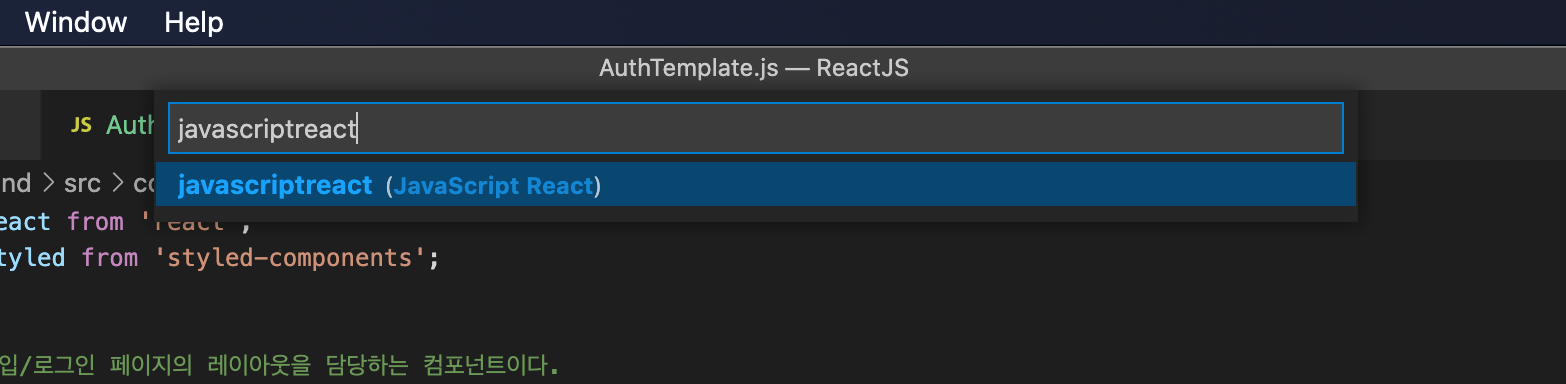 Window Help
AuthTemplate.js — ReactJS
JS Auth
javascriptreact
nd > src > co
javascriptreact (JavaScript React)
eact from 'react';
tyled from 'styled-components';
입/로그인 페이지의 레이아웃을 담당하는 컴포넌트이다.